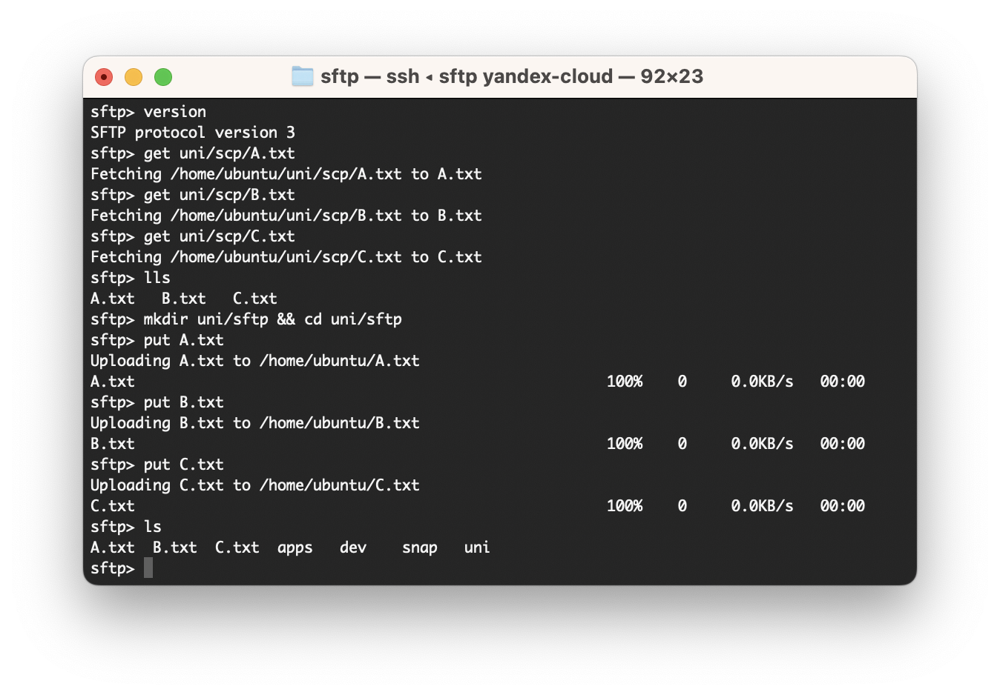 sftp — ssh ◂ sftp yandex-cloud — 92×23
sftp> version
SFTP protocol version 3
sftp> get uni/scp/A.txt
Fetching /home/ubuntu/uni/scp/A.txt to A.txt
sftp> get uni/scp/B.txt
Fetching /home/ubuntu/uni/scp/B.txt to B.txt
sftp> get uni/scp/C.txt
Fetching /home/ubuntu/uni/scp/C.txt to C.txt
sftp> lls
A.txt   B.txt   C.txt
sftp> mkdir uni/sftp && cd uni/sftp
sftp> put A.txt
Uploading A.txt to /home/ubuntu/A.txt
A.txt                                                     100%    0     0.0KB/s   00:00
sftp> put B.txt
Uploading B.txt to /home/ubuntu/B.txt
B.txt                                                     100%    0     0.0KB/s   00:00
sftp> put C.txt
Uploading C.txt to /home/ubuntu/C.txt
C.txt                                                     100%    0     0.0KB/s   00:00
sftp> ls
A.txt  B.txt  C.txt  apps   dev    snap   uni
sftp>